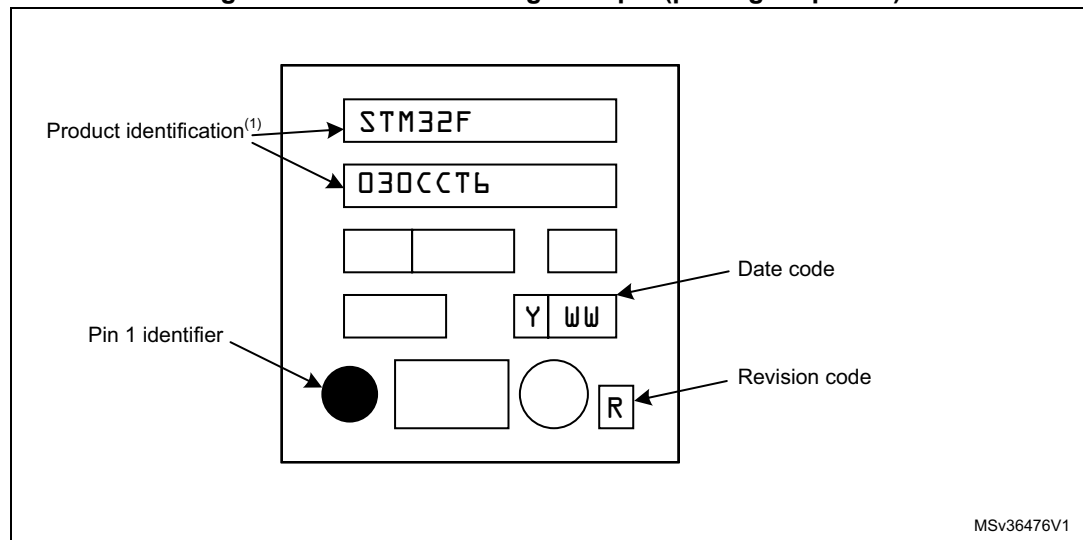 Product identification(1)
STM32F
030CCT6
Date code
Y WW
Pin 1 identifier
Revision code
R
MSv36476V1